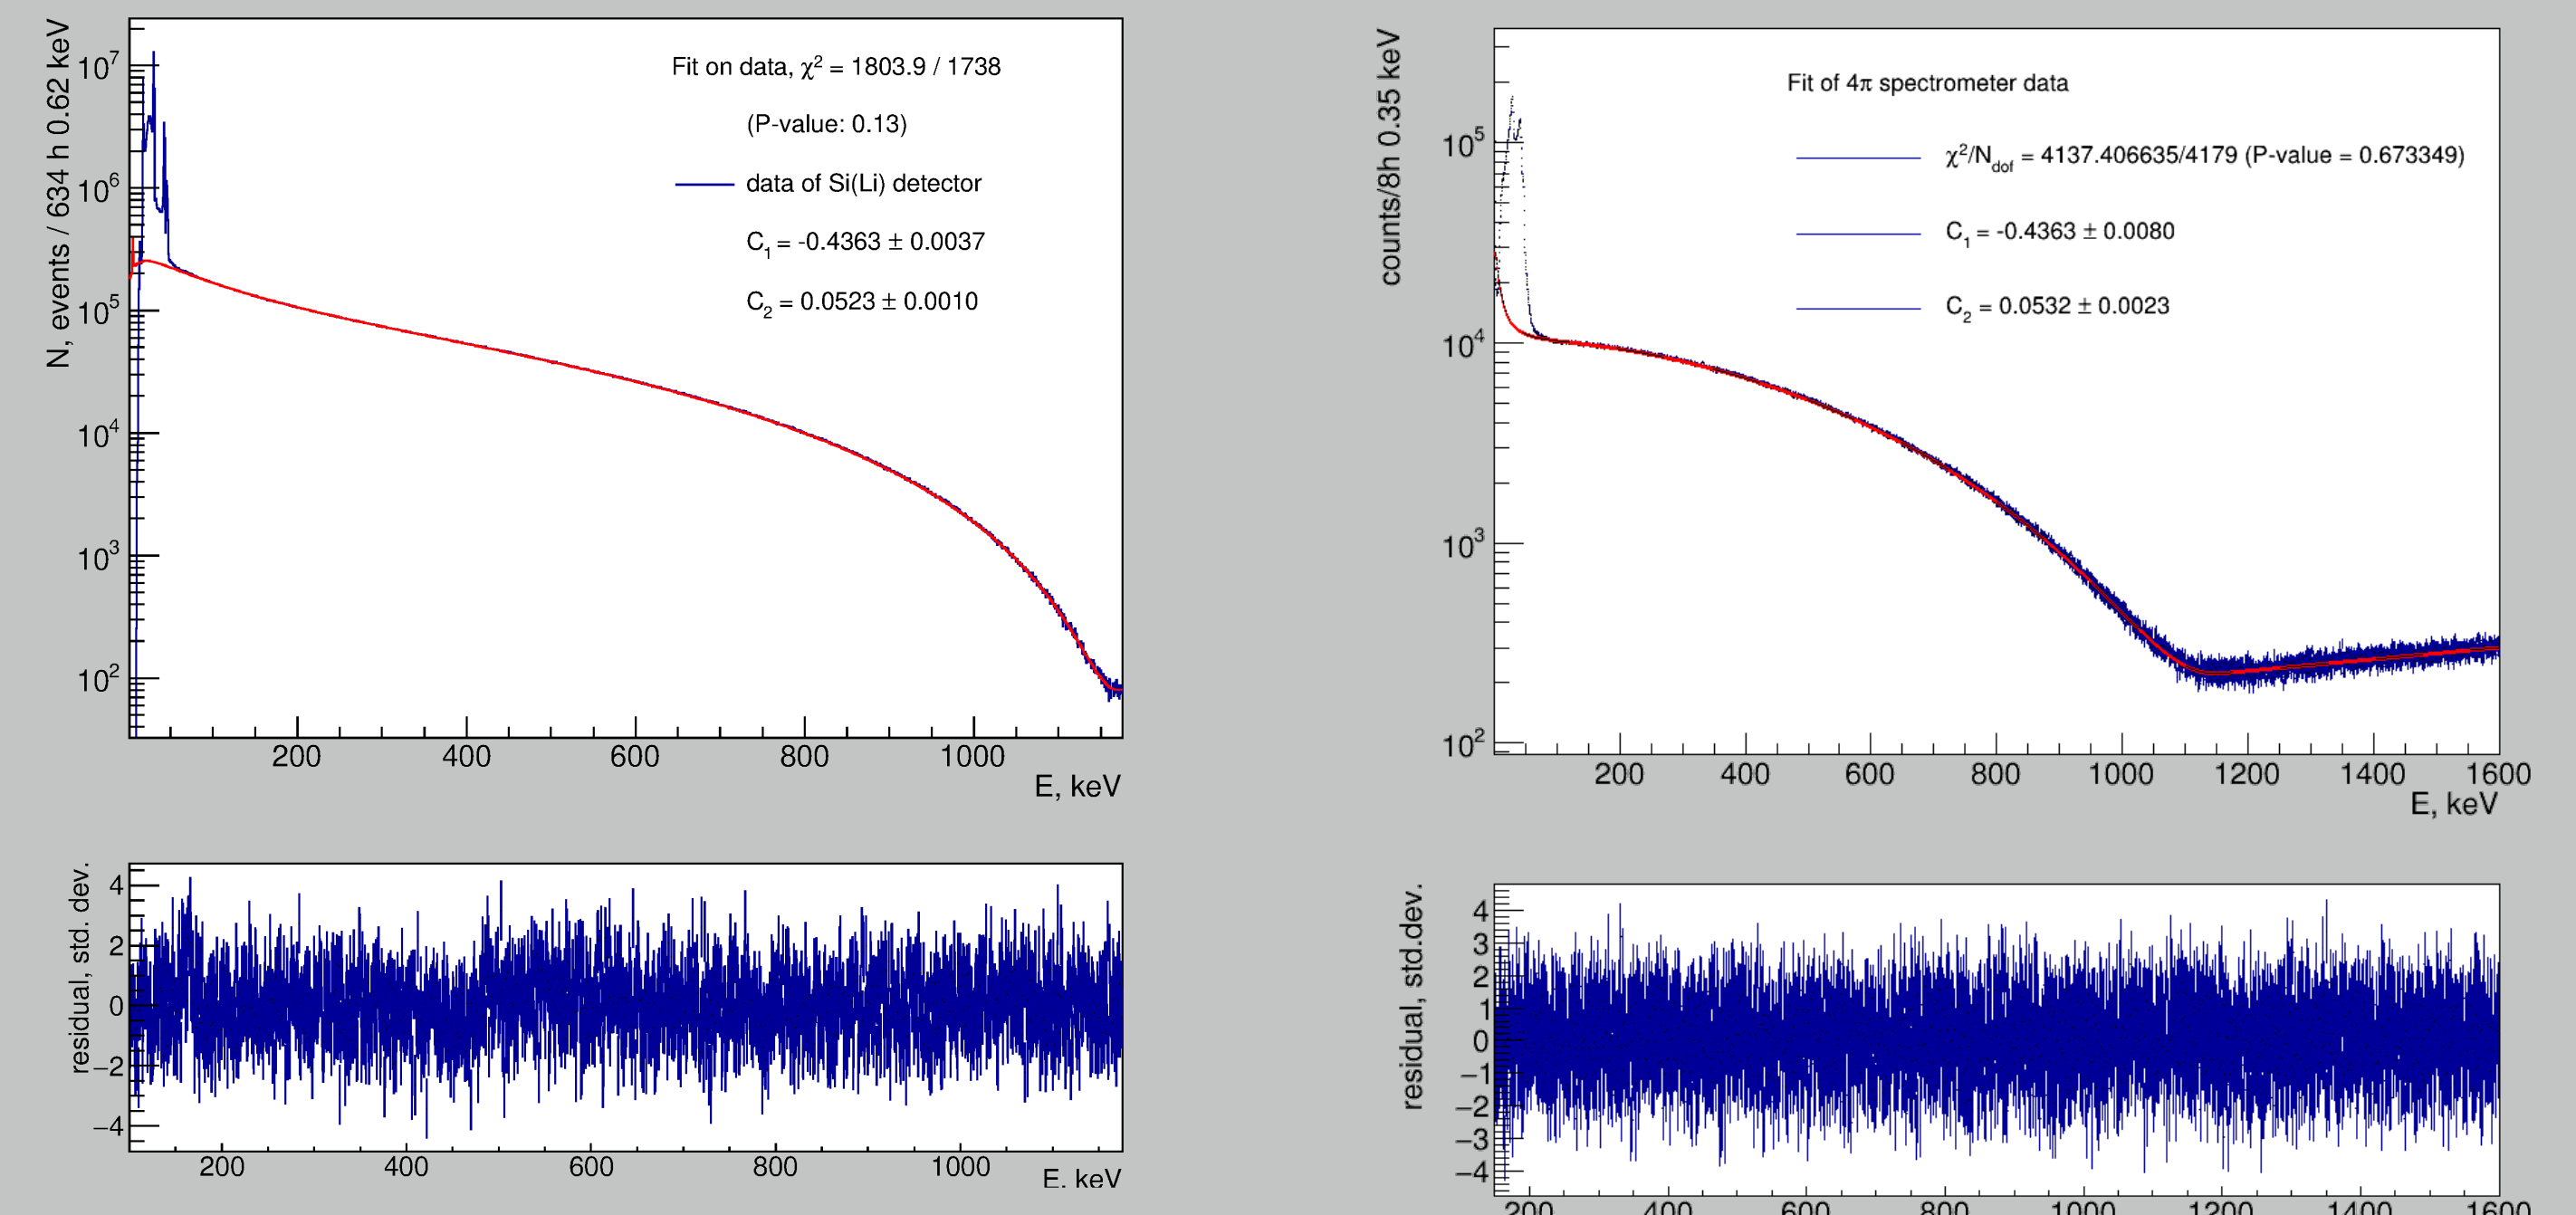 N, events / 634 h 0.62 keV
10⁷
10⁶
10⁵
10⁴
10³
10²
Fit on data, χ² = 1803.9 / 1738
(P-value: 0.13)
data of Si(Li) detector
C₁ = -0.4363 ± 0.0037
C₂ = 0.0523 ± 0.0010
200 400 600 800 1000
E, keV
residual, std. dev.
4
2
0
−2
−4
200 400 600 800 1000
E, keV
counts/8h 0.35 keV
10⁵
10⁴
10³
10²
Fit of 4π spectrometer data
χ²/N_dof = 4137.406635/4179 (P-value = 0.673349)
C₁ = -0.4363 ± 0.0080
C₂ = 0.0532 ± 0.0023
200 400 600 800 1000 1200 1400 1600
E, keV
residual, std.dev.
4
3
2
1
0
−1
−2
−3
−4
200 400 600 800 1000 1200 1400 1600